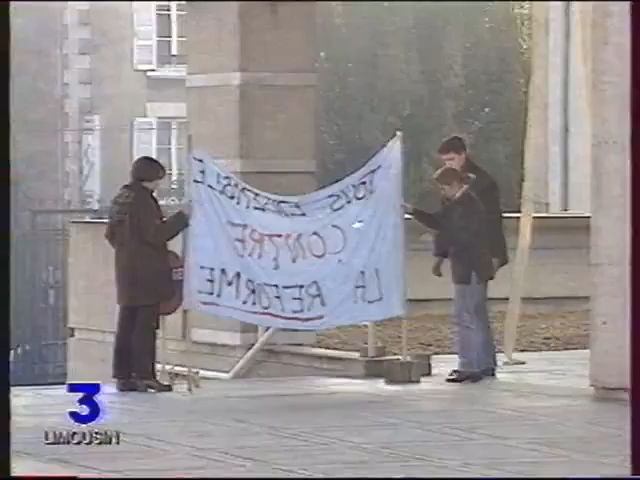 TOUS ENSEMBLE
CONTRE
LA REFORME
3
LIMOUSIN